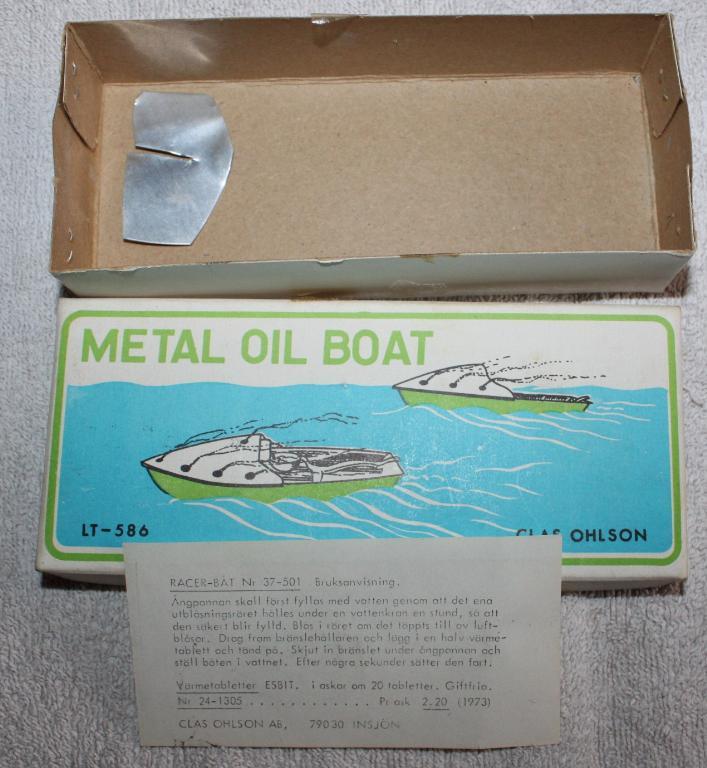 METAL OIL BOAT
LT-586
CLAS OHLSON
RACER-BÅT Nr 37-501 Bruksanvisning.
Ångpannan skall först fyllas med vatten genom att det ena
utblåsningsröret hålles under en vattenkran en stund, så att
den säkert blir fylld. Blås i röret om det täppts till av luft-
blåsor. Drag fram bränslehållaren och lägg i en halv värme-
tablett och tänd på. Skjut in bränslet under ångpannan och
ställ båten i vattnet. Efter några sekunder sätter den fart.
Värmetabletter ESBIT. i askar om 20 tabletter. Giftfria.
Nr 24-1305 . . . . . . . . . . . . Pr ask 2.20 (1973)
CLAS OHLSON AB, 79030 INSJÖN